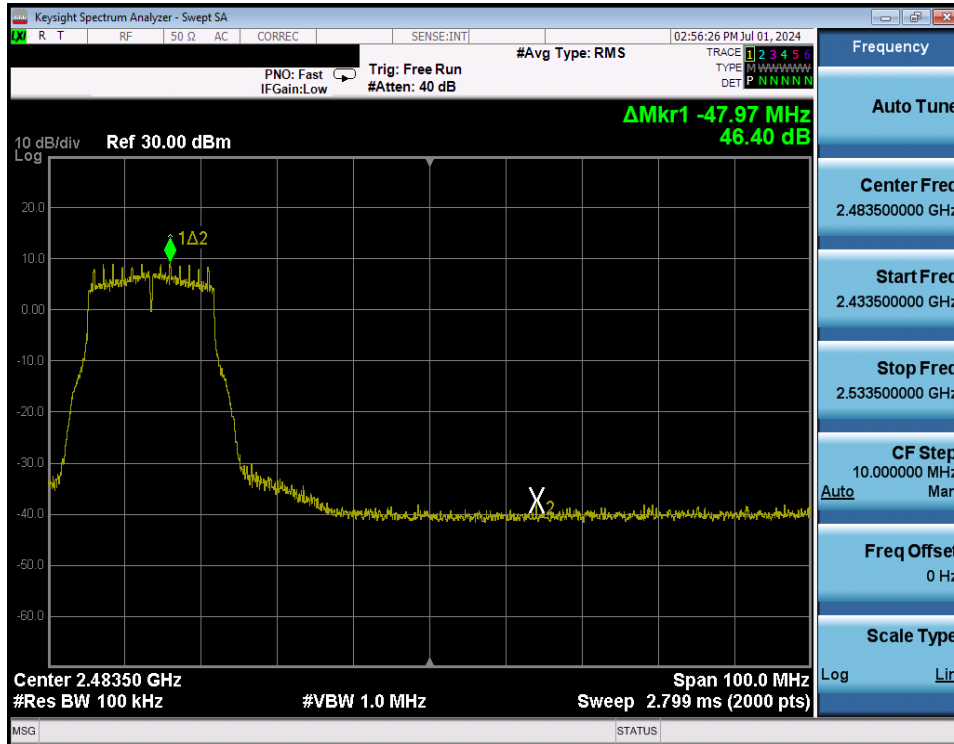 Keysight Spectrum Analyzer - Swept SA
LXI R T RF 50 Ω AC CORREC SENSE:INT 02:56:26 PM Jul 01, 2024
#Avg Type: RMS
TRACE 1 2 3 4 5 6
TYPE M W W W W W
DET P N N N N N
PNO: Fast Trig: Free Run
IFGain:Low #Atten: 40 dB
ΔMkr1 -47.97 MHz
46.40 dB
10 dB/div Ref 30.00 dBm
Log
20.0
10.0
0.00
-10.0
-20.0
-30.0
-40.0
-50.0
-60.0
1Δ2
X2
Center 2.48350 GHz Span 100.0 MHz
#Res BW 100 kHz #VBW 1.0 MHz Sweep 2.799 ms (2000 pts)
MSG STATUS
Frequency
Auto Tune
Center Freq
2.483500000 GHz
Start Freq
2.433500000 GHz
Stop Freq
2.533500000 GHz
CF Step
10.000000 MHz
Auto Man
Freq Offset
0 Hz
Scale Type
Log Lin